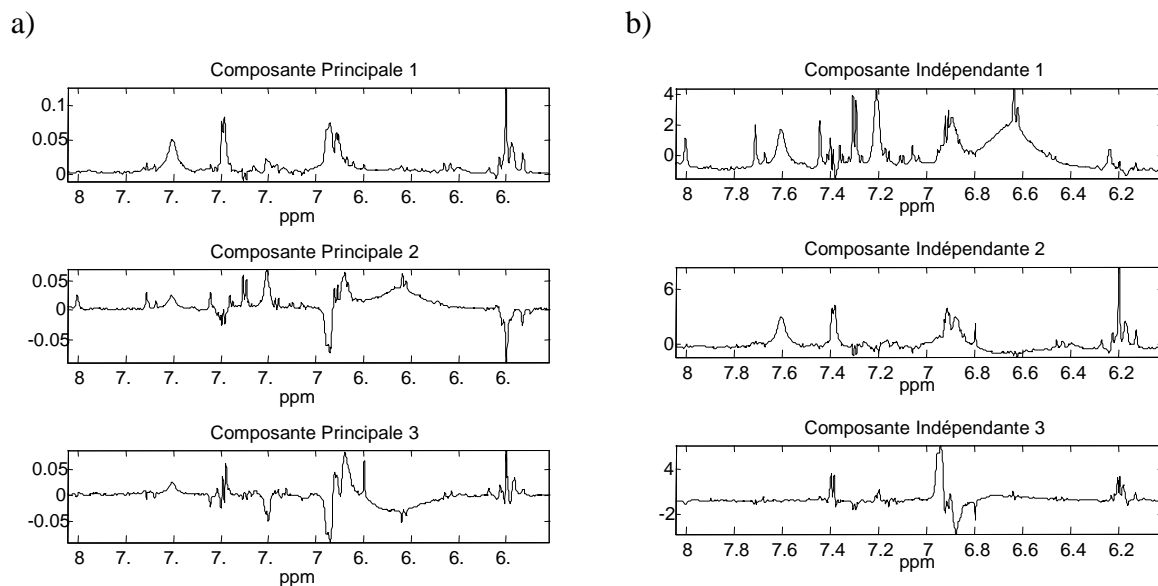 a)
Composante Principale 1
0.1
0.05
0
8 7. 7. 7. 7. 7 6. 6. 6. 6.
ppm
Composante Principale 2
0.05
0
-0.05
8 7. 7. 7. 7. 7 6. 6. 6. 6.
ppm
Composante Principale 3
0.05
0
-0.05
8 7. 7. 7. 7. 7 6. 6. 6. 6.
ppm
b)
Composante Indépendante 1
4
2
0
8 7.8 7.6 7.4 7.2 7 6.8 6.6 6.4 6.2
ppm
Composante Indépendante 2
6
0
8 7.8 7.6 7.4 7.2 7 6.8 6.6 6.4 6.2
ppm
Composante Indépendante 3
4
-2
8 7.8 7.6 7.4 7.2 7 6.8 6.6 6.4 6.2
ppm